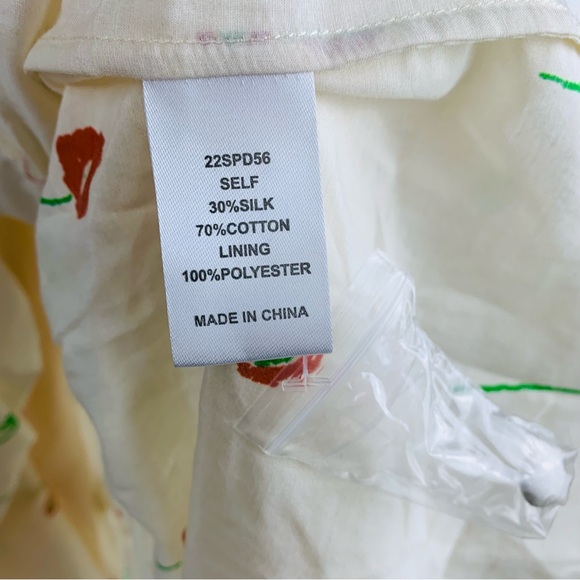 22SPD56
SELF
30%SILK
70%COTTON
LINING
100%POLYESTER
MADE IN CHINA